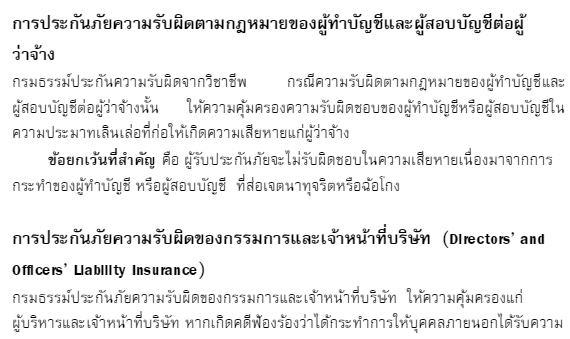 การประกันภัยความรับผิดตามกฎหมายของผู้ทำบัญชีและผู้สอบบัญชีต่อผู้
ว่าจ้าง
กรมธรรม์ประกันความรับผิดจากวิชาชีพ กรณีความรับผิดตามกฎหมายของผู้ทำบัญชีและ
ผู้สอบบัญชีต่อผู้ว่าจ้างนั้น ให้ความคุ้มครองความรับผิดชอบของผู้ทำบัญชีหรือผู้สอบบัญชีใน
ความประมาทเลินเล่อที่ก่อให้เกิดความเสียหายแก่ผู้ว่าจ้าง
ข้อยกเว้นที่สำคัญ คือ ผู้รับประกันภัยจะไม่รับผิดชอบในความเสียหายเนื่องมาจากการ
กระทำของผู้ทำบัญชี หรือผู้สอบบัญชี ที่ส่อเจตนาทุจริตหรือฉ้อโกง
การประกันภัยความรับผิดของกรรมการและเจ้าหน้าที่บริษัท (Directors' and
Officers' Liability Insurance)
กรมธรรม์ประกันภัยความรับผิดของกรรมการและเจ้าหน้าที่บริษัท ให้ความคุ้มครองแก่
ผู้บริหารและเจ้าหน้าที่บริษัท หากเกิดคดีฟ้องร้องว่าได้กระทำการให้บุคคลภายนอกได้รับความ